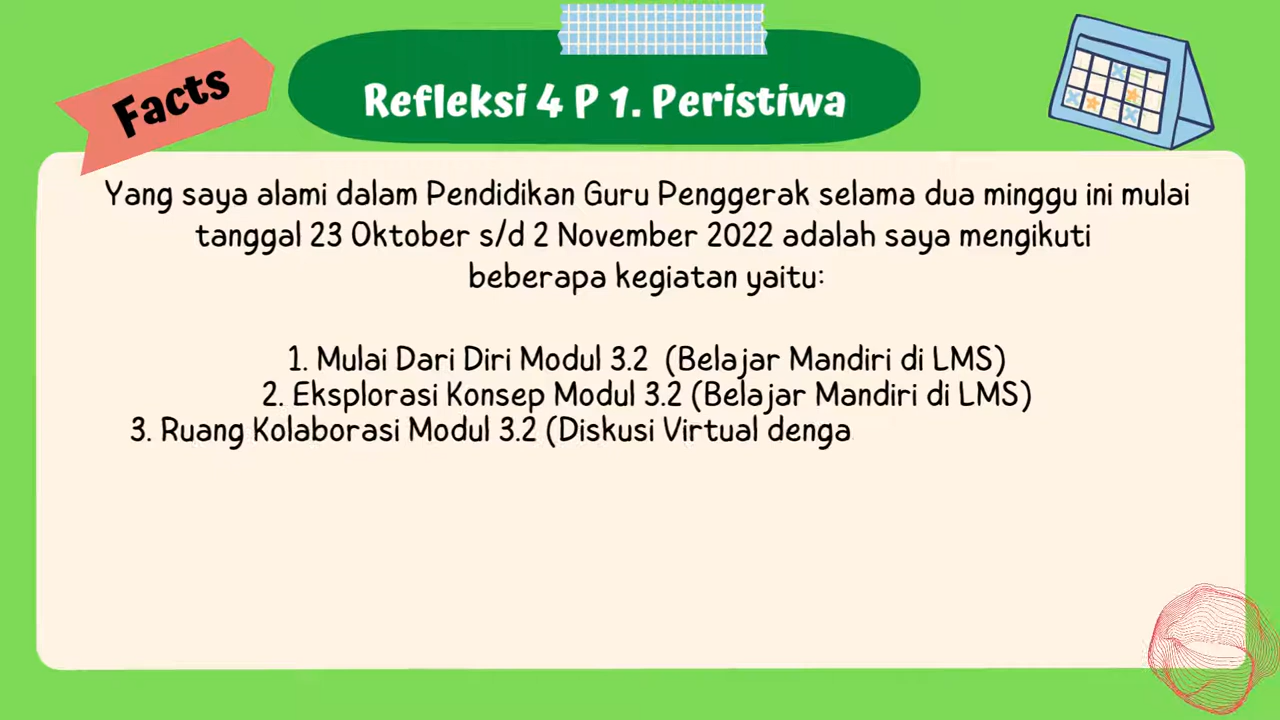 Facts
Refleksi 4 P 1. Peristiwa
Yang saya alami dalam Pendidikan Guru Penggerak selama dua minggu ini mulai
tanggal 23 Oktober s/d 2 November 2022 adalah saya mengikuti
beberapa kegiatan yaitu:
1. Mulai Dari Diri Modul 3.2 (Belajar Mandiri di LMS)
2. Eksplorasi Konsep Modul 3.2 (Belajar Mandiri di LMS)
3. Ruang Kolaborasi Modul 3.2 (Diskusi Virtual denga